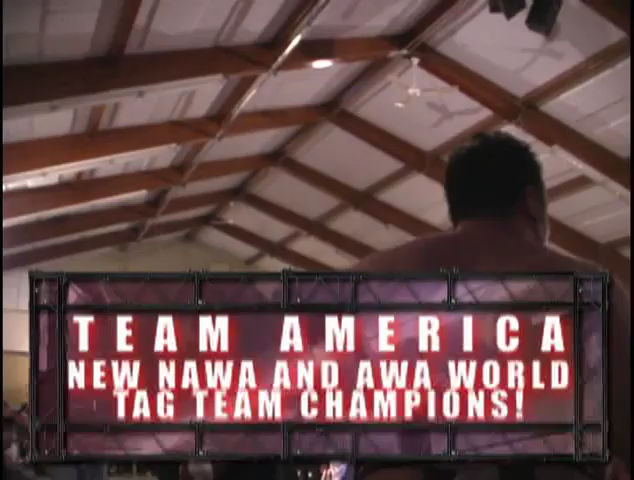 TEAM AMERICA
NEW NAWA AND AWA WORLD
TAG TEAM CHAMPIONS!